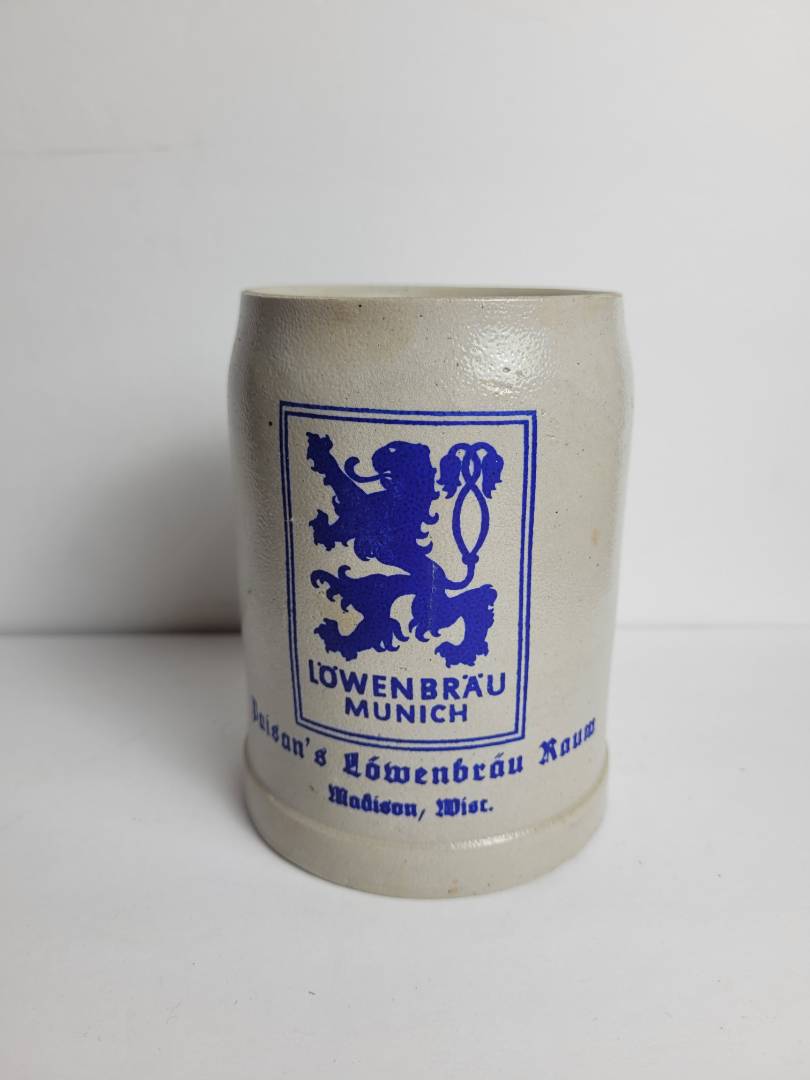 LÖWENBRÄU
MUNICH
Paisan's Löwenbräu Raum
Madison, Wisc.